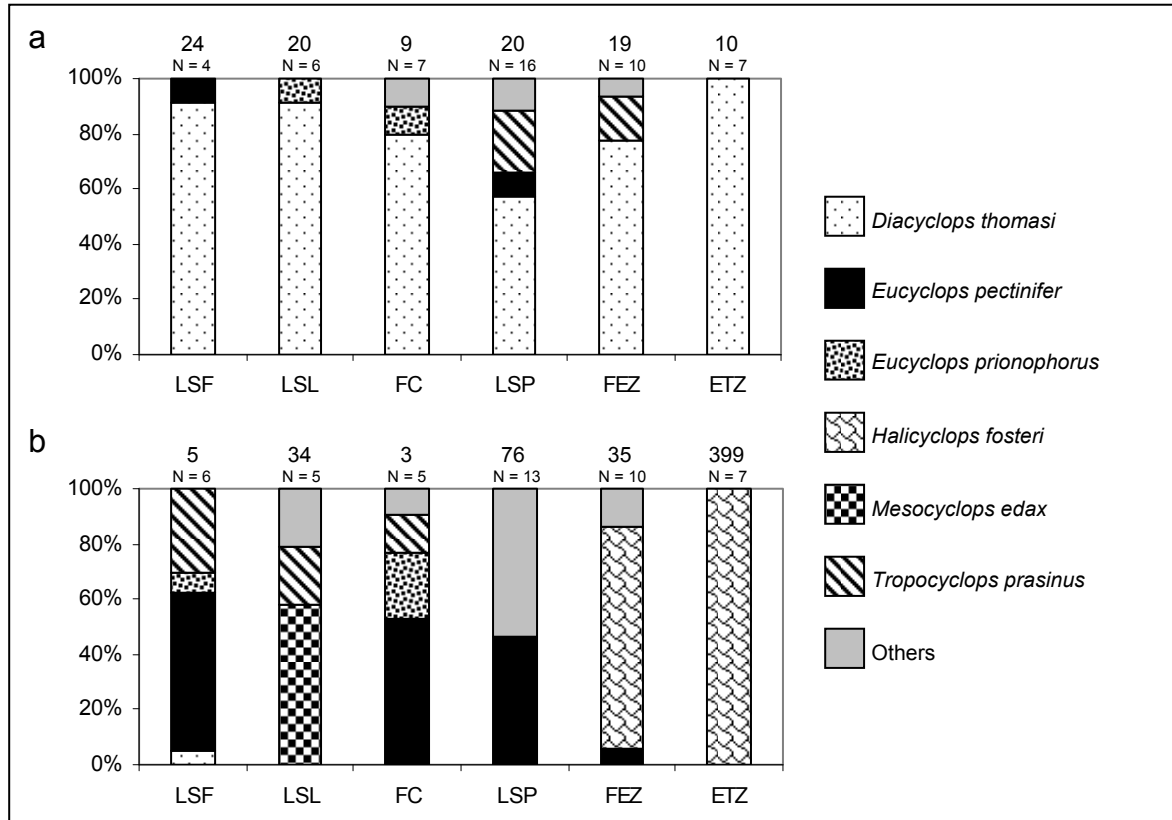 a
24 20 9 20 19 10
N = 4 N = 6 N = 7 N = 16 N = 10 N = 7
100%
80%
60%
40%
20%
0%
LSF LSL FC LSP FEZ ETZ
b
5 34 3 76 35 399
N = 6 N = 5 N = 5 N = 13 N = 10 N = 7
100%
80%
60%
40%
20%
0%
LSF LSL FC LSP FEZ ETZ
Diacyclops thomasi
Eucyclops pectinifer
Eucyclops prionophorus
Halicyclops fosteri
Mesocyclops edax
Tropocyclops prasinus
Others